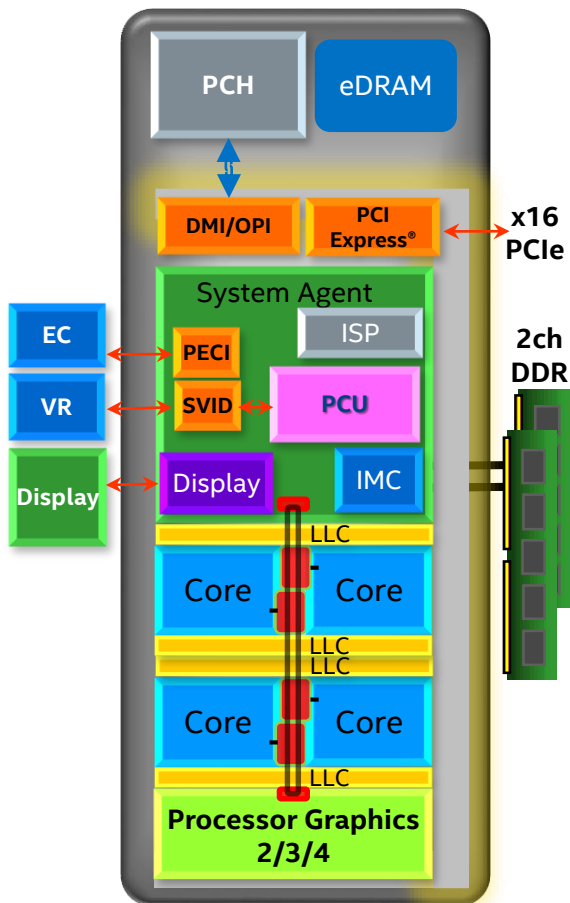 PCH
eDRAM
DMI/OPI
PCI
Express®
x16
PCIe
System Agent
ISP
EC
PECI
VR
SVID
PCU
2ch
DDR
Display
Display
IMC
LLC
Core
Core
LLC
LLC
Core
Core
LLC
Processor Graphics
2/3/4